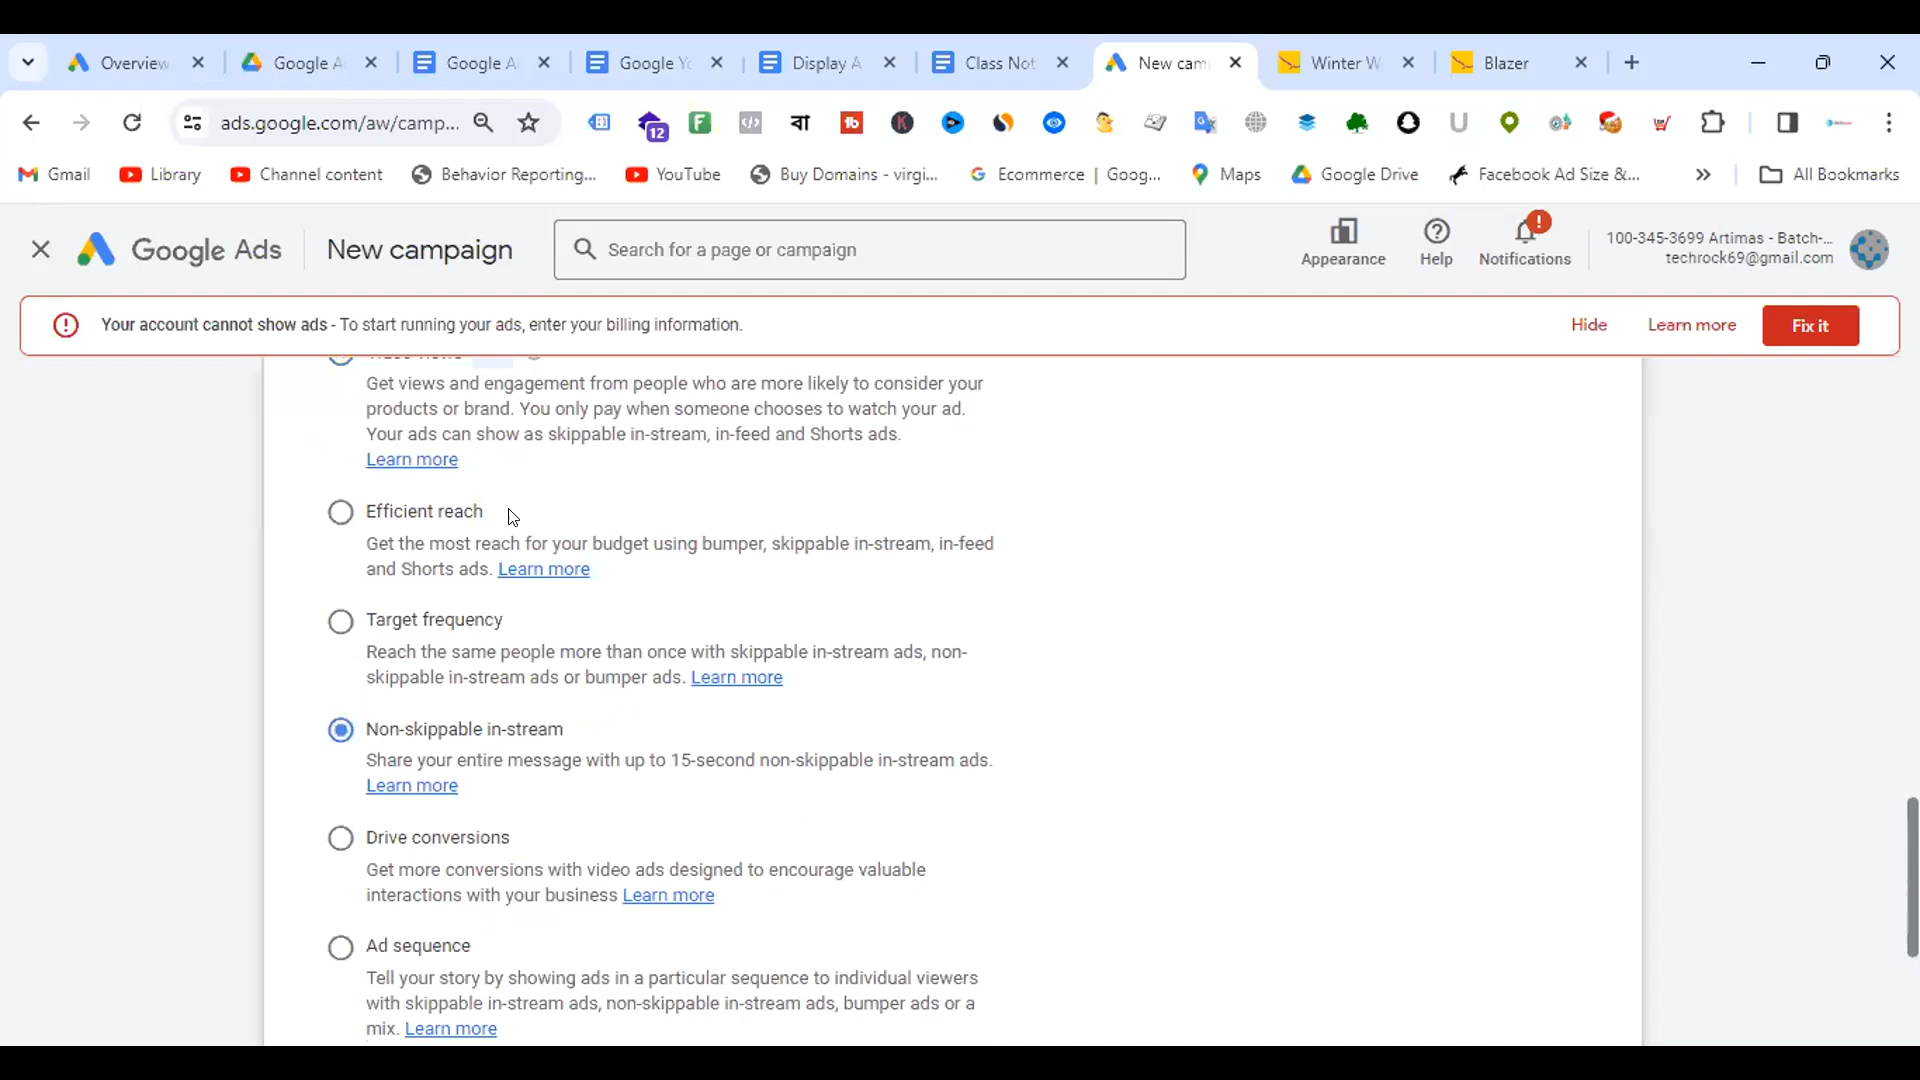 Overview
Google A
Google A
Google Yo
Display A
Class Not
New cam
Winter W
Blazer
ads.google.com/aw/camp...
12
বা
Gmail
Library
Channel content
Behavior Reporting...
YouTube
Buy Domains - virgi...
Ecommerce | Goog...
Maps
Google Drive
Facebook Ad Size &...
All Bookmarks
Google Ads
New campaign
Search for a page or campaign
Appearance
Help
Notifications
100-345-3699 Artimas - Batch-...
techrock69@gmail.com
Your account cannot show ads - To start running your ads, enter your billing information.
Hide
Learn more
Fix it
Get views and engagement from people who are more likely to consider your
products or brand. You only pay when someone chooses to watch your ad.
Your ads can show as skippable in-stream, in-feed and Shorts ads.
Learn more
Efficient reach
Get the most reach for your budget using bumper, skippable in-stream, in-feed
and Shorts ads. Learn more
Target frequency
Reach the same people more than once with skippable in-stream ads, non-
skippable in-stream ads or bumper ads. Learn more
Non-skippable in-stream
Share your entire message with up to 15-second non-skippable in-stream ads.
Learn more
Drive conversions
Get more conversions with video ads designed to encourage valuable
interactions with your business Learn more
Ad sequence
Tell your story by showing ads in a particular sequence to individual viewers
with skippable in-stream ads, non-skippable in-stream ads, bumper ads or a
mix. Learn more